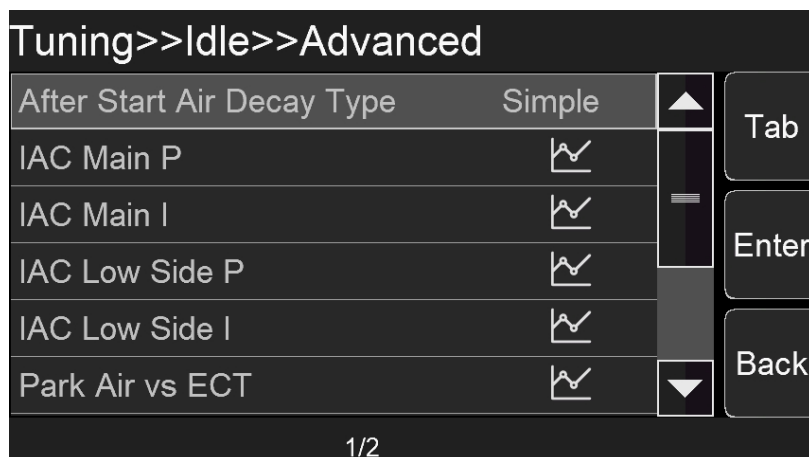 Tuning>>Idle>>Advanced
After Start Air Decay Type Simple
IAC Main P
IAC Main I
IAC Low Side P
IAC Low Side I
Park Air vs ECT
Tab
Enter
Back
1/2